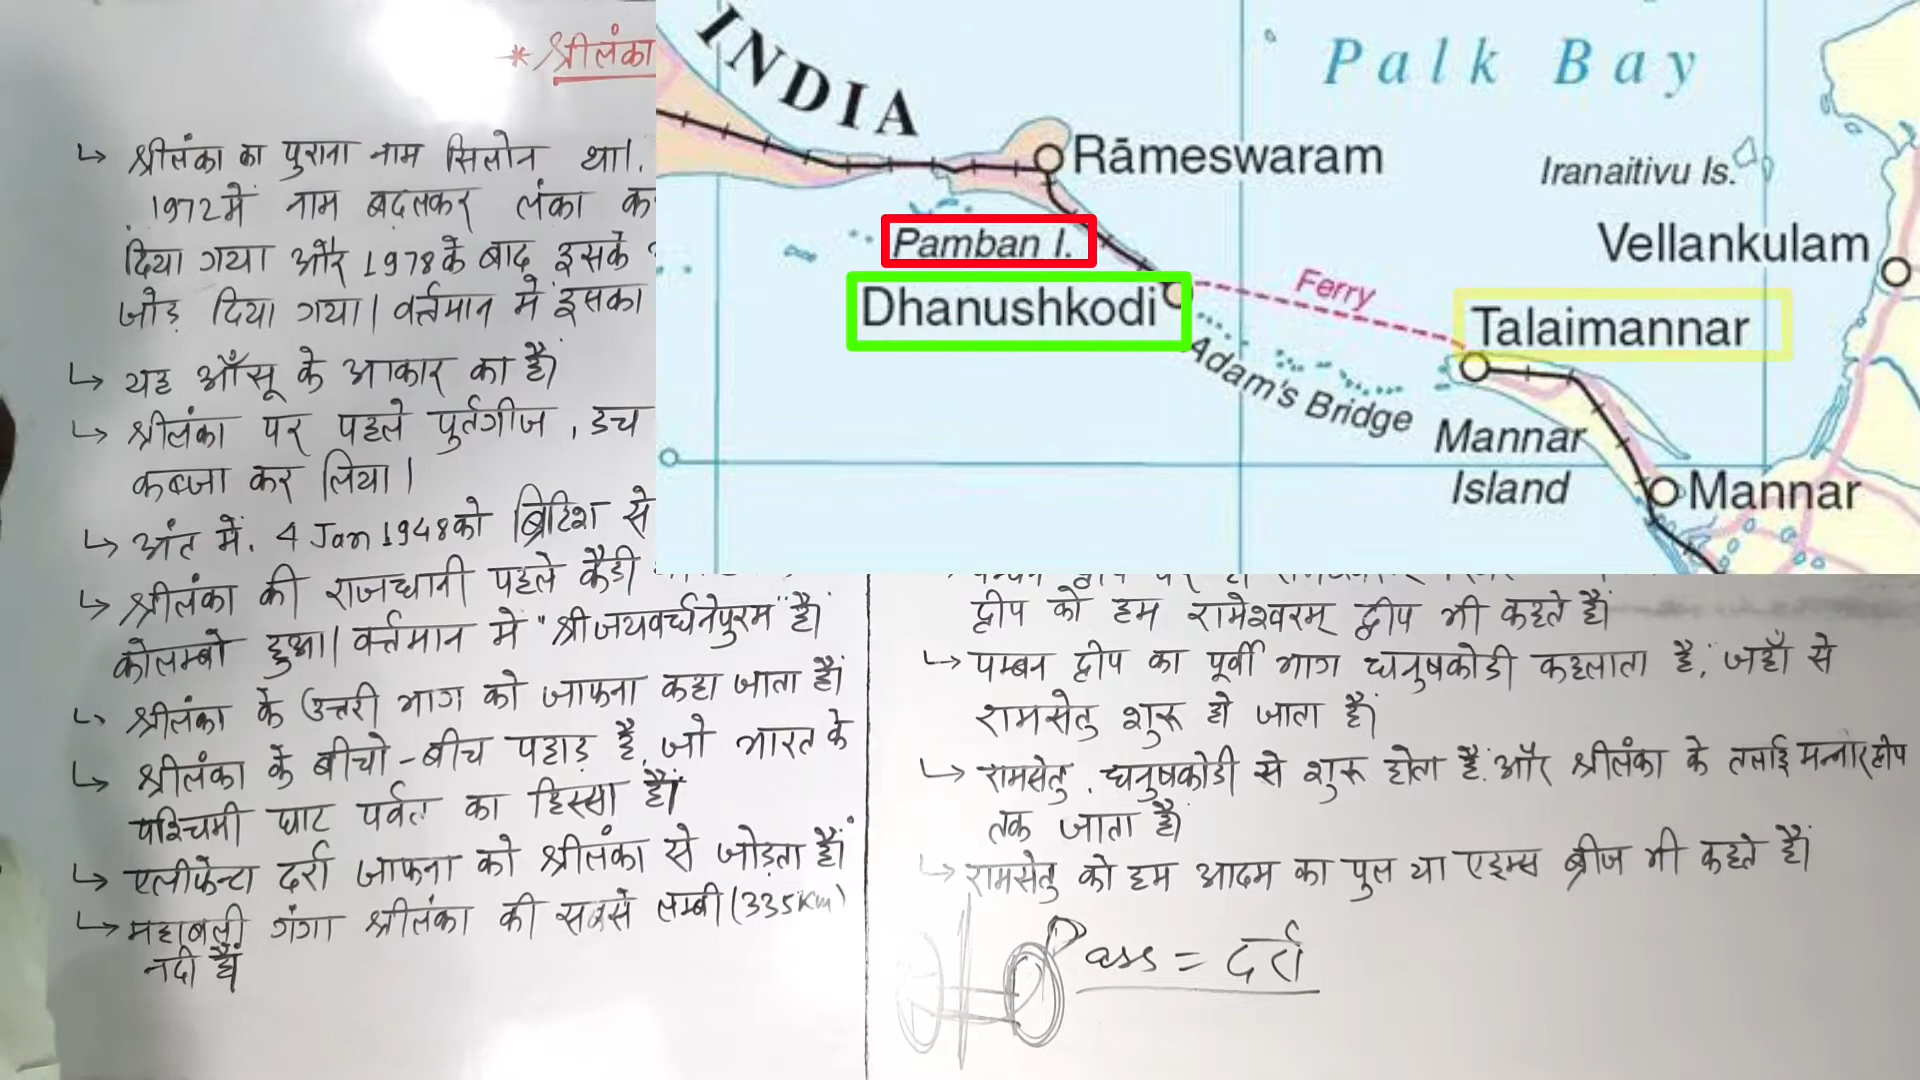 * श्रीलंका
↳ श्रीलंका का पुराना नाम सिलोन था।
1972 में नाम बदलकर लंका
दिया गया और 1978 के बाद इसके
जोड़ दिया गया। वर्त्तमान में इसका
↳ यह आँसू के आकार का है।
↳ श्रीलंका पर पहले पुर्तगीज, डच
कब्जा कर लिया।
↳ अंत में, 4 Jan 1948 को ब्रिटिश से
↳ श्रीलंका की राजधानी पहले कैंडी
कोलम्बो हुआ। वर्त्तमान में "श्रीजयवर्धनेपुरम" है।
↳ श्रीलंका के उत्तरी भाग को जाफना कहा जाता है।
↳ श्रीलंका के बीचो-बीच पहाड़ है, जो भारत के
पश्चिमी घाट पर्वत का हिस्सा है।
↳ एलीफेन्टा दर्रा जाफना को श्रीलंका से जोड़ता है।
↳ महाबली गंगा श्रीलंका की सबसे लम्बी (335Km)
नदी है।
INDIA
Palk Bay
Rāmeswaram
Iranaitivu Is.
Pamban I.
Vellankulam
Dhanushkodi
Ferry
Talaimannar
Adam's Bridge
Mannar
Island
Mannar
द्वीप को हम रामेश्वरम् द्वीप भी कहते है।
↳ पम्बन द्वीप का पूर्वी भाग धनुषकोडी कहलाता है, जहाँ से
रामसेतु शुरू हो जाता है।
↳ रामसेतु, धनुषकोडी से शुरू होता है और श्रीलंका के तलाईमन्नार द्वीप
तक जाता है।
↳ रामसेतु को हम आदम का पुल या एडम्स ब्रीज भी कहते है।
Pass = दर्रा